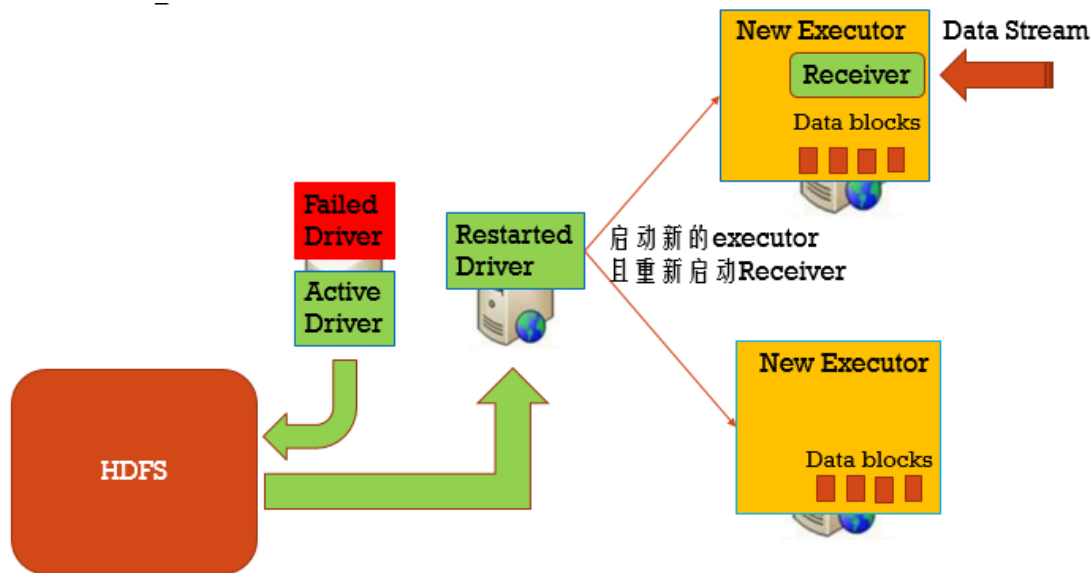 New Executor
Data Stream
Receiver
Data blocks
Failed
Driver
Active
Driver
Restarted
Driver
启动新的executor
且重新启动Receiver
New Executor
Data blocks
HDFS